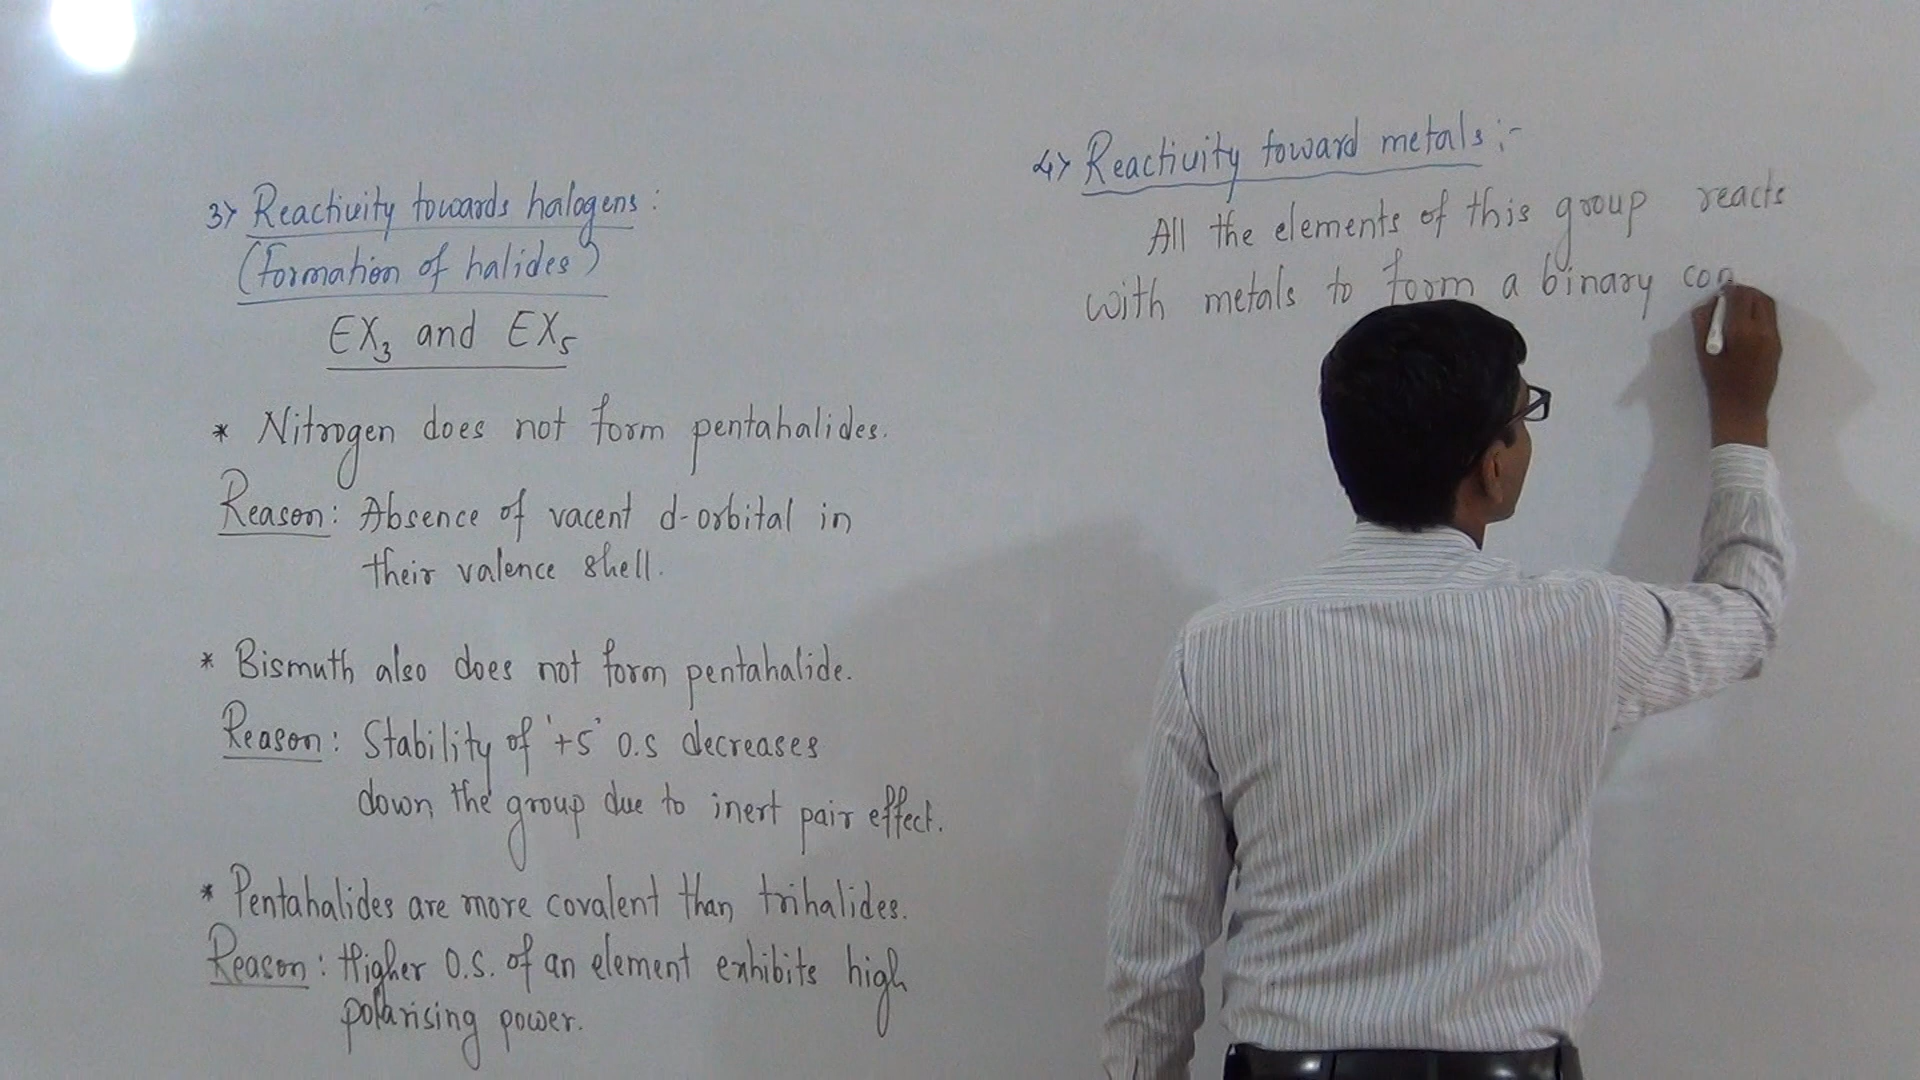 3> Reactivity towards halogens:
(Formation of halides)
EX₃ and EX₅
* Nitrogen does not form pentahalides.
Reason: Absence of vacent d-orbital in
their valence shell.
* Bismuth also does not form pentahalide.
Reason: Stability of '+5' O.S decreases
down the group due to inert pair effect.
* Pentahalides are more covalent than trihalides.
Reason: Higher O.S. of an element exhibits high
polarising power.
4> Reactivity toward metals:-
All the elements of this group reacts
with metals to form a binary com